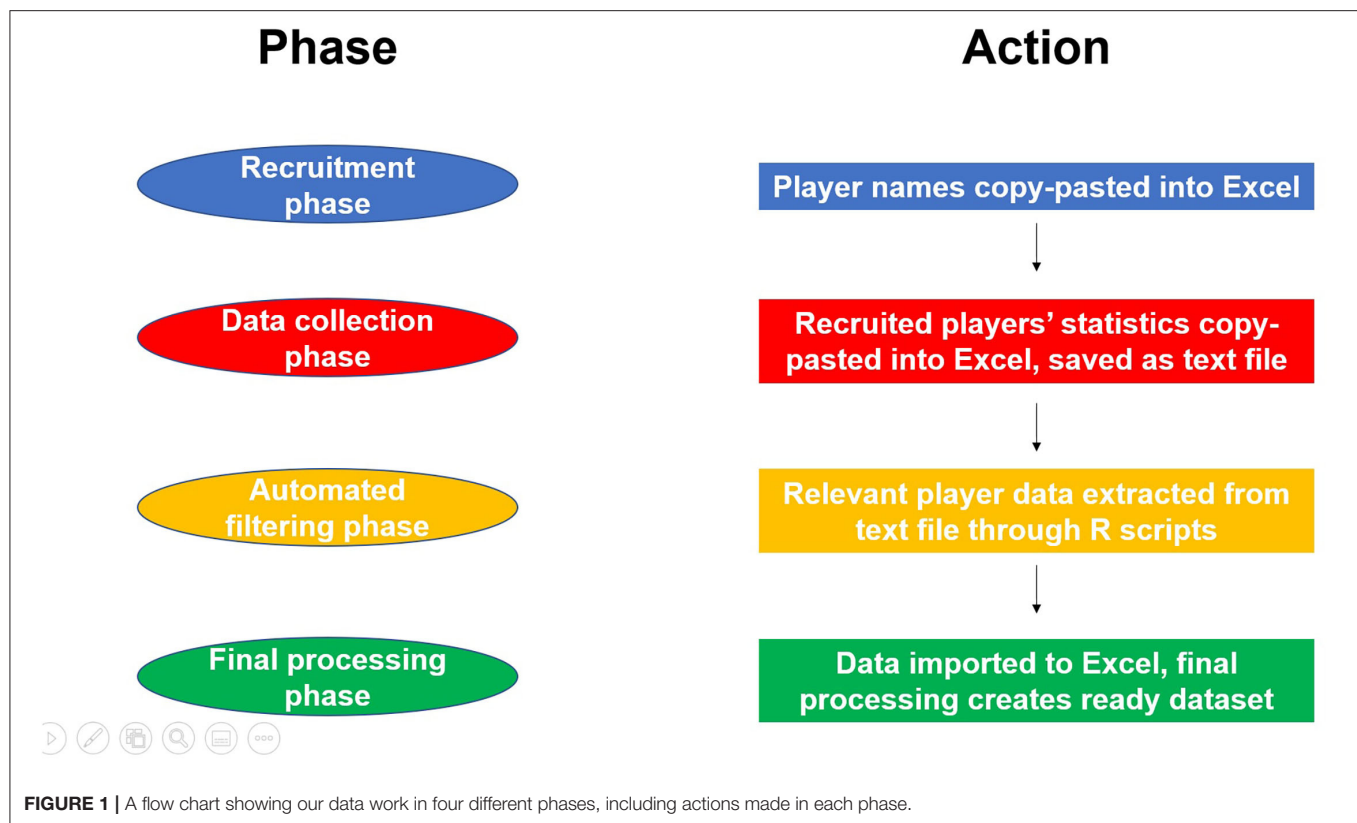 Phase
Action
Recruitment
phase
Player names copy-pasted into Excel
Data collection
phase
Recruited players’ statistics copy-
pasted into Excel, saved as text file
Automated
filtering phase
Relevant player data extracted from
text file through R scripts
Final processing
phase
Data imported to Excel, final
processing creates ready dataset
FIGURE 1 | A flow chart showing our data work in four different phases, including actions made in each phase.